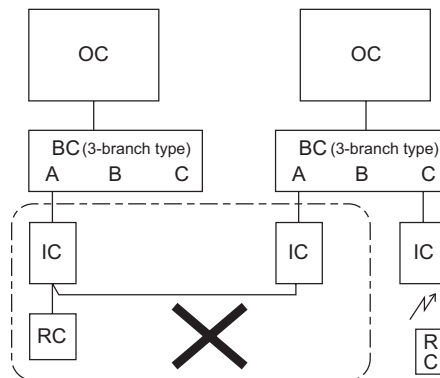 OC OC
BC (3-branch type) BC (3-branch type)
A B C A B C
IC IC IC
RC
R
C